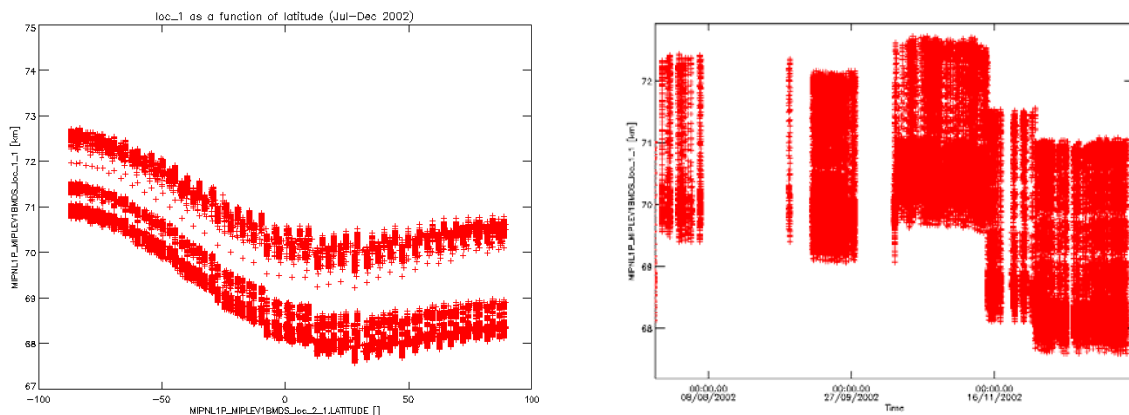 loc_1 as a function of latitude (Jul-Dec 2002)
75
74
73
72
71
70
69
68
67
MIPNL1P_MIPLEV1BMDS_loc_1_1 [km]
-100
-50
0
50
100
MIPNL1P_MIPLEV1BMDS_loc_2_1.LATITUDE []
72
71
70
69
68
MIPNL1P_MIPLEV1BMDS_loc_1_1 [km]
00:00.00 00:00.00 00:00.00
08/08/2002 27/09/2002 16/11/2002
Time